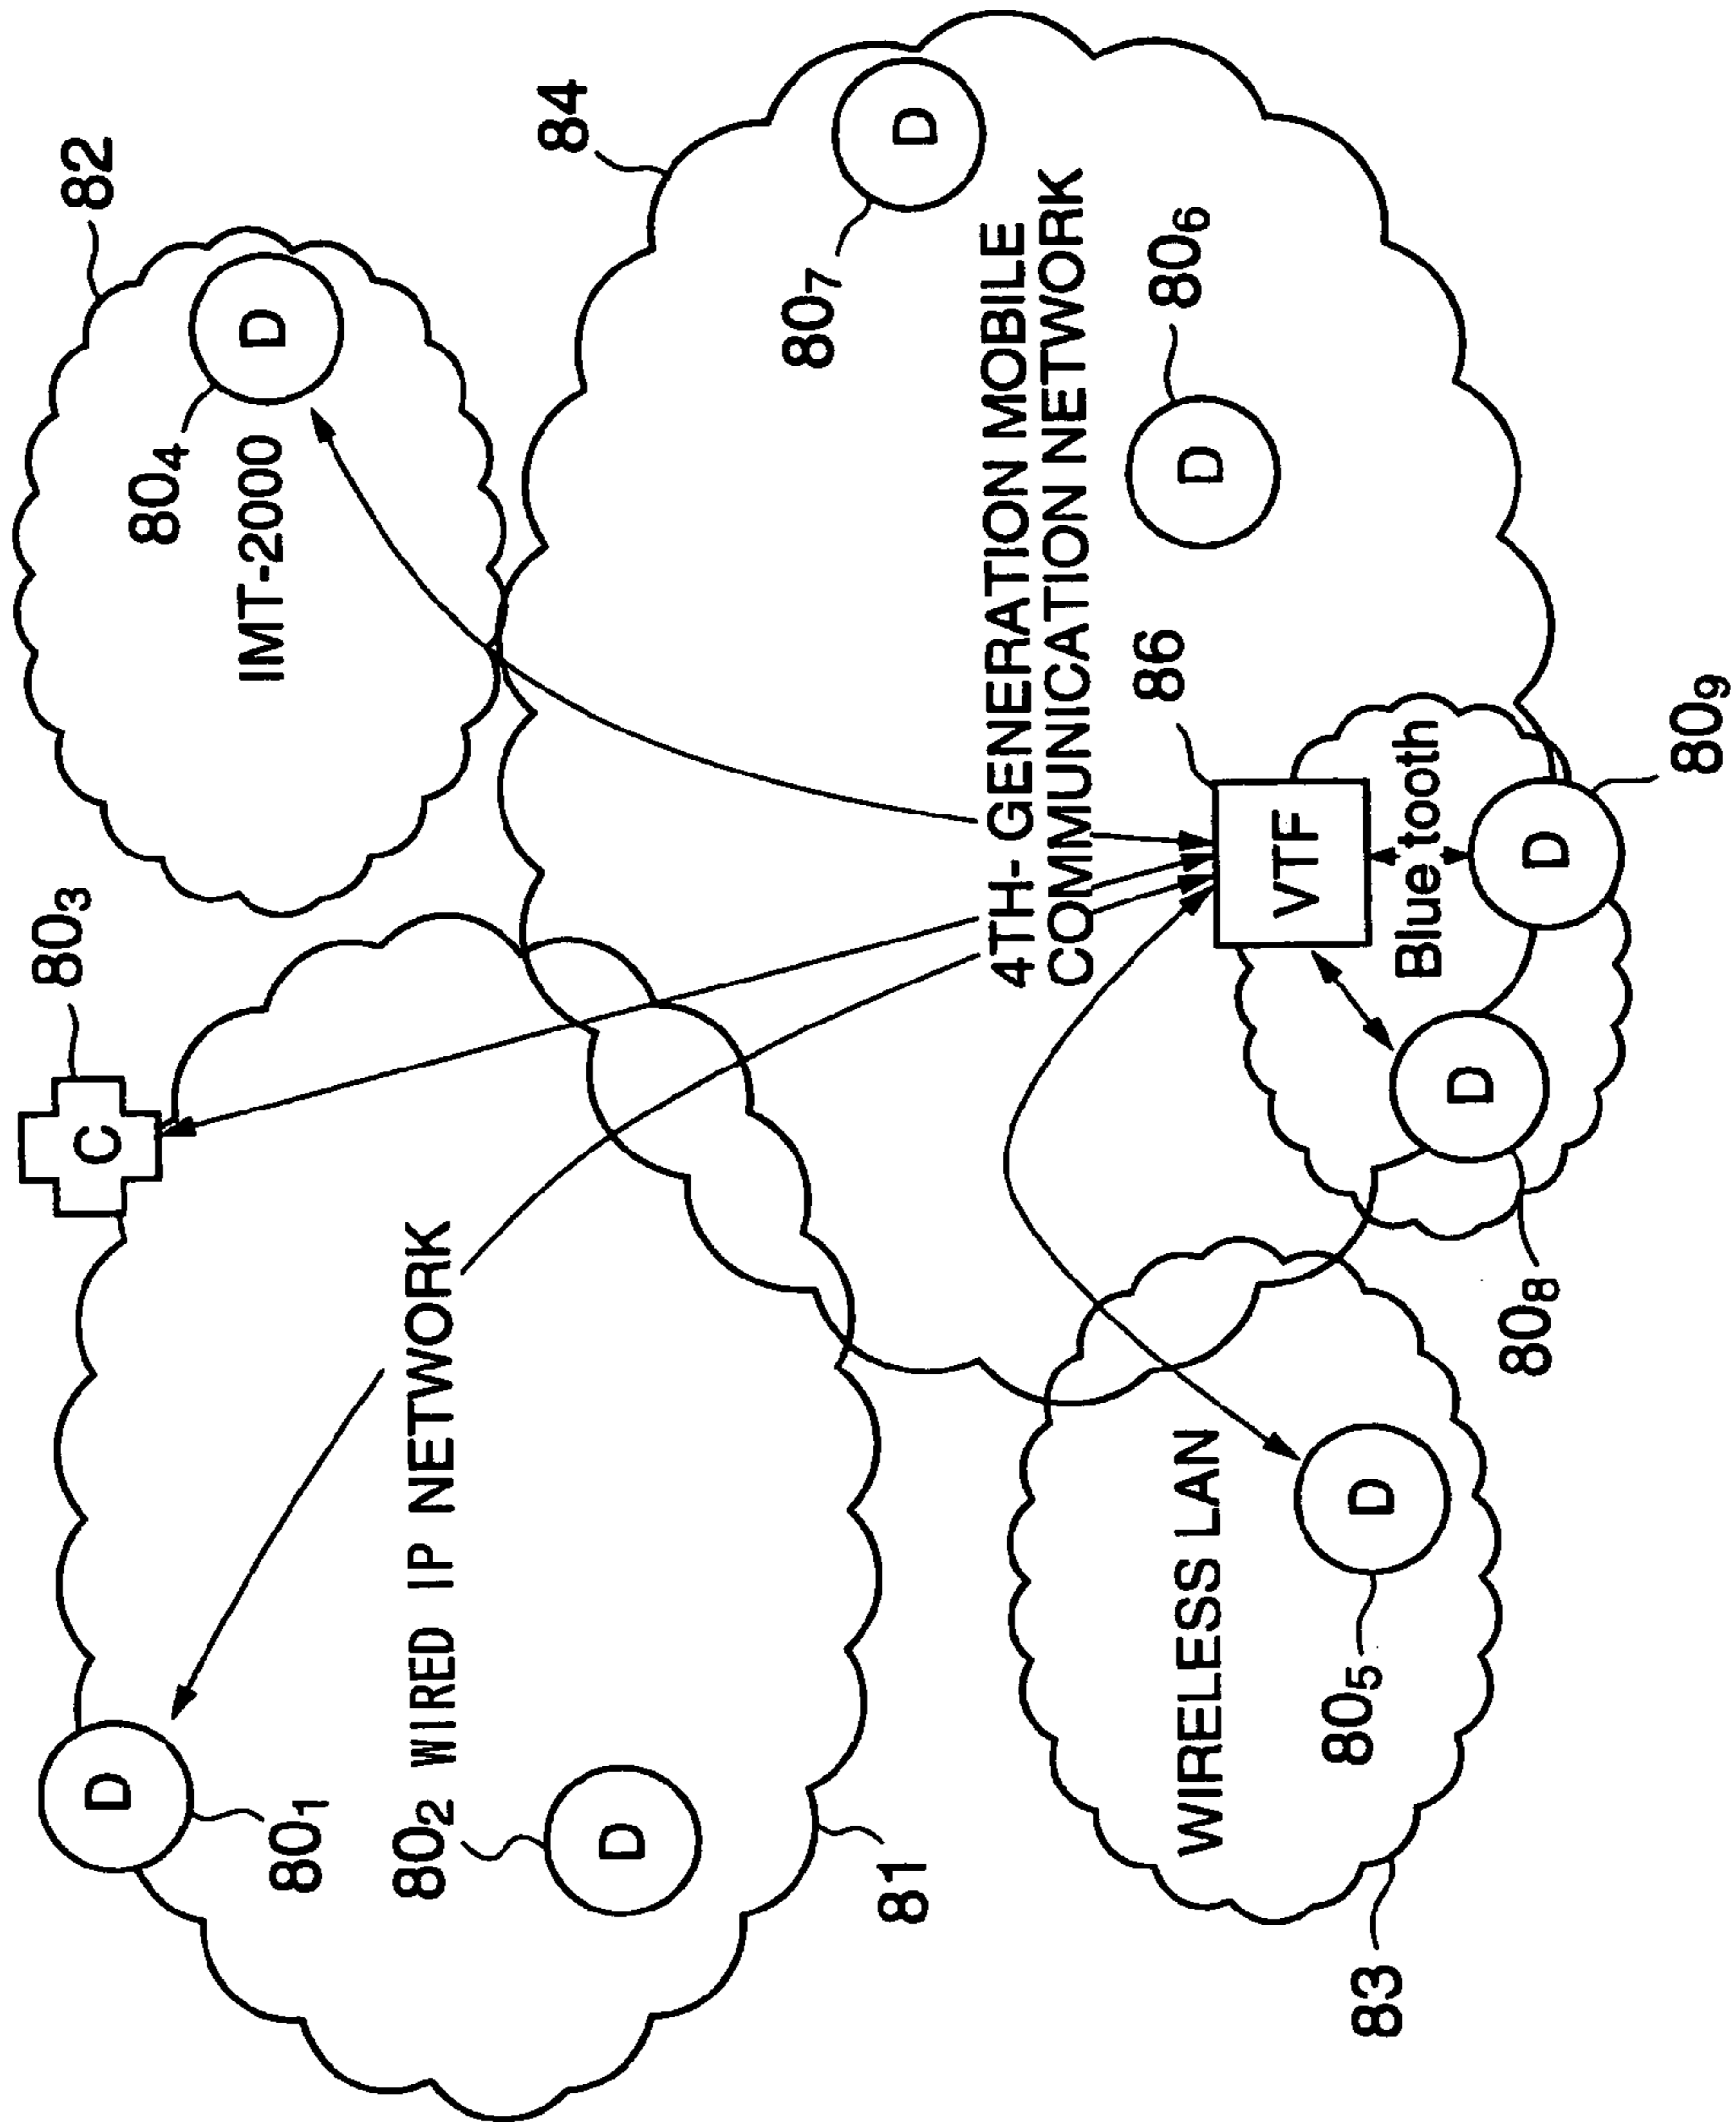 80₃
82
D
C
80₄
D
IMT-2000
80₁
80₂
WIRED IP NETWORK
84
D
80₇
D
81
4TH- GENERATION MOBILE
COMMUNICATION NETWORK
86
80₆
WIRELESS LAN
D
VTF
80₅
D
Blue tooth
83
D
D
80₈
80₉